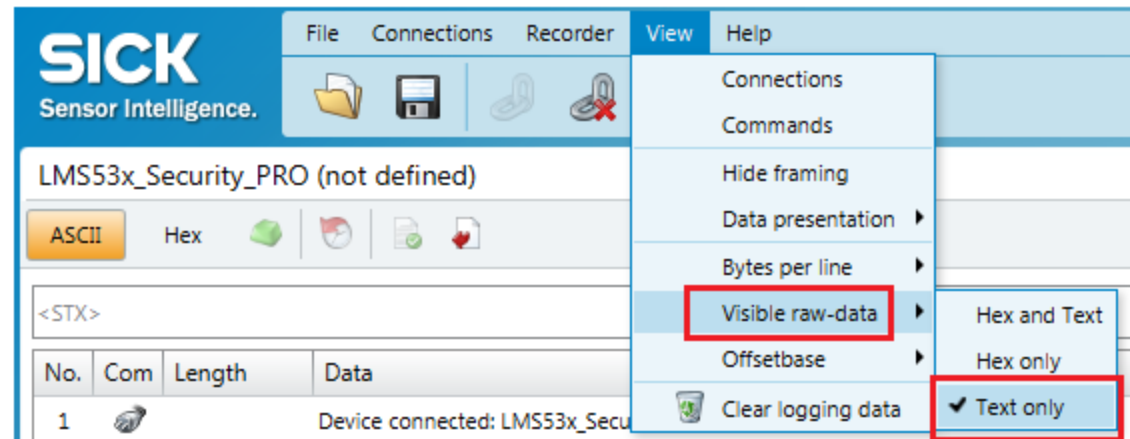 SICK
Sensor Intelligence.
File Connections Recorder View Help
Connections
Commands
Hide framing
Data presentation
Bytes per line
Visible raw-data
Offsetbase
Clear logging data
Hex and Text
Hex only
Text only
LMS53x_Security_PRO (not defined)
ASCII Hex
<STX>
No. Com Length Data
1 Device connected: LMS53x_Secu